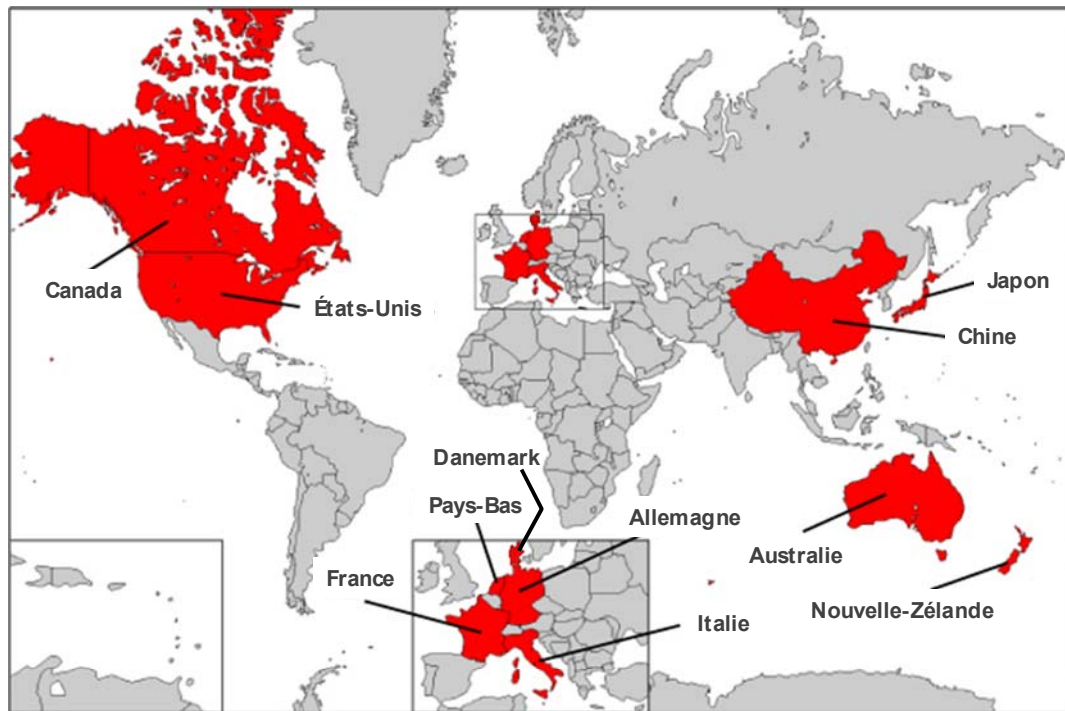 Canada
États-Unis
Japon
Chine
Danemark
Pays-Bas
Allemagne
Australie
France
Nouvelle-Zélande
Italie